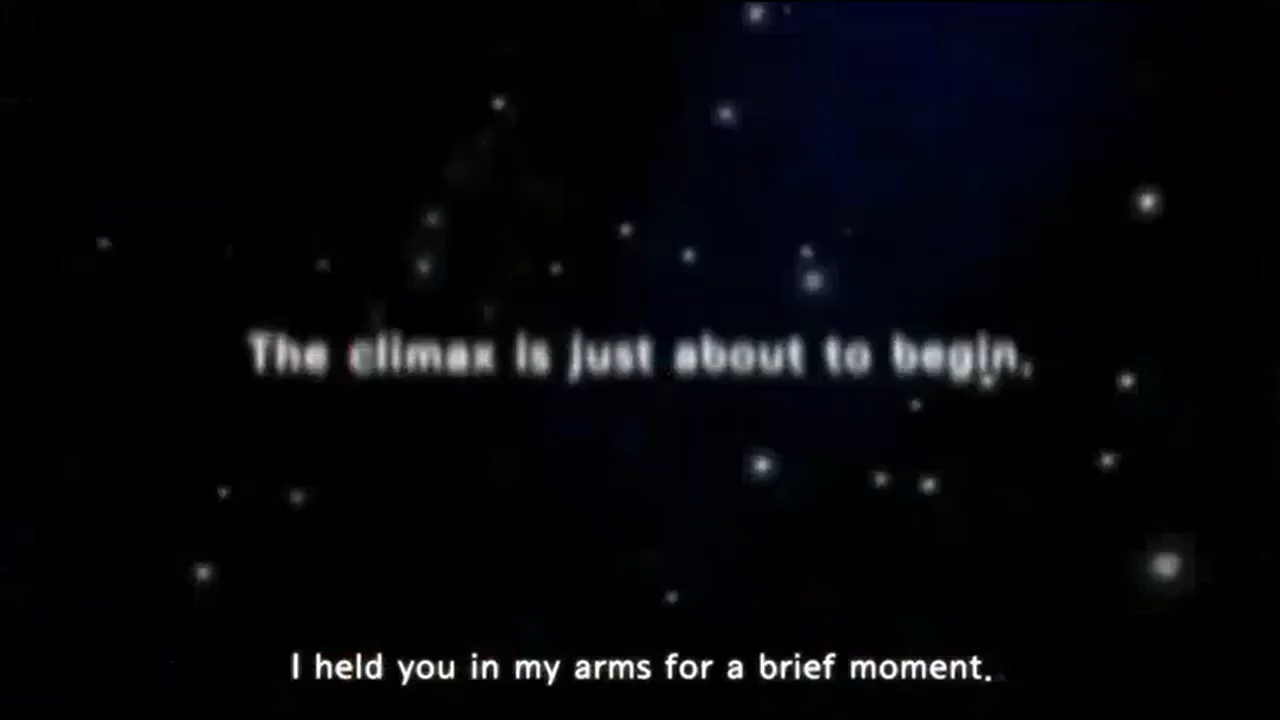 The climax is just about to begin.
I held you in my arms for a brief moment.